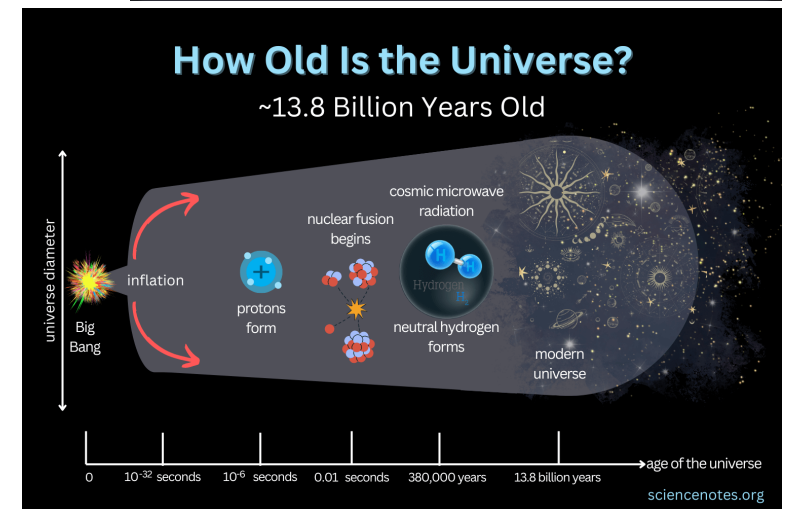 How Old Is the Universe?
~13.8 Billion Years Old
cosmic microwave
radiation
nuclear fusion
begins
universe diameter
inflation
+
H
H
Hydrogen
H₂
protons
form
Big
Bang
neutral hydrogen
forms
modern
universe
age of the universe
0
10⁻³² seconds
10⁻⁶ seconds
0.01 seconds
380,000 years
13.8 billion years
sciencenotes.org